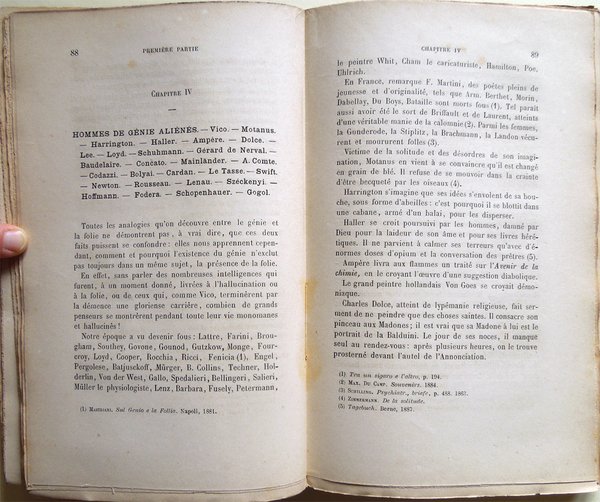 88
PREMIÈRE PARTIE
CHAPITRE IV
HOMMES DE GÉNIE ALIÉNÉS. — Vico. — Motanus.
— Harrington. — Haller. — Ampère. — Dolce. —
Lee. — Loyd. — Schuhmann. — Gérard de Nerval. —
Baudelaire. — Concato. — Mainländer. — A. Comte.
— Codazzi. — Bolyai. — Cardan. — Le Tasse. — Swift.
— Newton. — Rousseau. — Lenau. — Széckenyi. —
Hoffmann. — Fodera. — Schopenhauer. — Gogol.
Toutes les analogies qu'on découvre entre le génie et
la folie ne démontrent pas, à vrai dire, que ces deux
faits puissent se confondre : elles nous apprennent cepen-
dant, comment et pourquoi l'existence du génie n'exclut
pas toujours dans un même sujet, la présence de la folie.
En effet, sans parler des nombreuses intelligences qui
furent, à un moment donné, livrées à l'hallucination ou
à la folie, ou de ceux qui, comme Vico, terminèrent par
la démence une glorieuse carrière, combien de grands
penseurs se montrèrent pendant toute leur vie monomanes
et hallucinés !
Notre époque a vu devenir fous : Lattre, Farini, Brou-
gham, Southey, Govone, Gounod, Gutzkow, Monge, Four-
croy, Loyd, Cooper, Rocchia, Ricci, Fenicia (1), Engel,
Pergolese, Batjusckoff, Mürger, B. Collins, Techner, Hol-
derlin, Von der West, Gallo, Spedalieri, Bellingeri, Salieri,
Müller le physiologiste, Lenz, Barbara, Fusely, Petermann,
(1) MASTRIANI. Sul Genio e la Follia. Napoli, 1881.
CHAPITRE IV
89
le peintre Whit, Cham le caricaturiste, Hamilton, Poe,
Uhlrich.
En France, remarque F. Martini, des poètes pleins de
jeunesse et d'originalité, tels que Arm. Berthet, Morin,
Dahollay, Du Boys, Bataille sont morts fous (1). Tel paraît
aussi avoir été le sort de Briffault et de Laurent, atteints
d'une véritable manie de la calomnie (2). Parmi les femmes,
la Gunderode, la Stiplitz, la Brachmann, la Landon vécu-
rent et moururent folles (3).
Victime de la solitude et des désordres de son imagi-
nation, Motanus en vient à se convaincre qu'il est changé
en grain de blé. Il refuse de se mouvoir dans la crainte
d'être becqueté par les oiseaux (4).
Harrington s'imagine que ses idées s'envolent de sa bou-
che, sous forme d'abeilles : c'est pourquoi il se blottit dans
une cabane, armé d'un balai, pour les disperser.
Haller se croit poursuivi par les hommes, damné par
Dieu pour la laideur de son âme et pour ses livres héré-
tiques. Il ne parvient à calmer ses terreurs qu'avec d'é-
normes doses d'opium et la conversation des prêtres (5).
Ampère livra aux flammes un traité sur l'Avenir de la
chimie, en le croyant l'œuvre d'une suggestion diabolique.
Le grand peintre hollandais Von Goes se croyait démo-
niaque.
Charles Dolce, atteint de lypémanie religieuse, fait ser-
ment de ne peindre que des choses saintes. Il consacre son
pinceau aux Madones ; il est vrai que sa Madone à lui est le
portrait de la Balduini. Le jour de ses noces, il manque
seul au rendez-vous : après plusieurs heures, on le trouve
prosterné devant l'autel de l'Annonciation.
(1) Tra un sigaro e l'altro, p. 194.
(2) MAX. DU CAMP. Souvenirs. 1884.
(3) SCHILLING. Psychiatr., briefe, p. 488. 1863.
(4) ZIMMERMANN. De la solitude.
(5) Tagebuch. Berne, 1887.